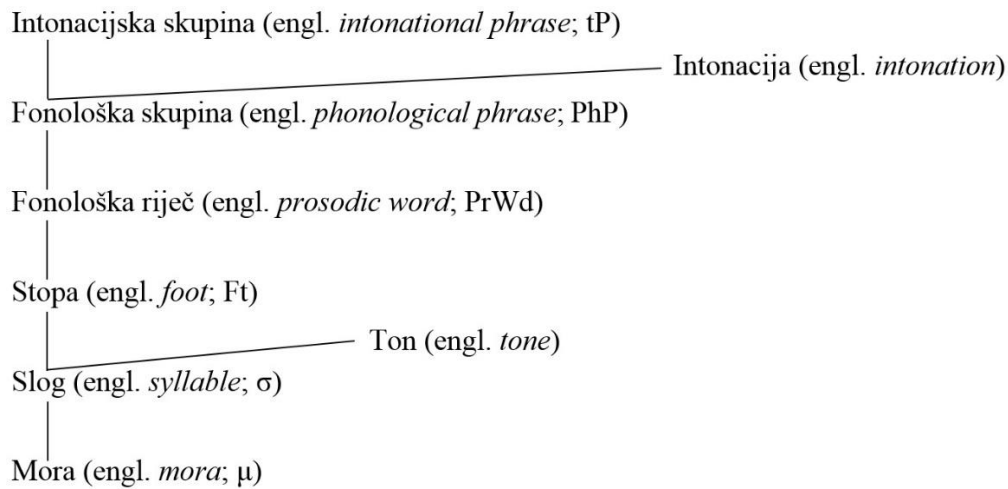 Intonacijska skupina (engl. intonational phrase; tP)
Intonacija (engl. intonation)
Fonološka skupina (engl. phonological phrase; PhP)
Fonološka riječ (engl. prosodic word; PrWd)
Stopa (engl. foot; Ft)
Ton (engl. tone)
Slog (engl. syllable; σ)
Mora (engl. mora; μ)